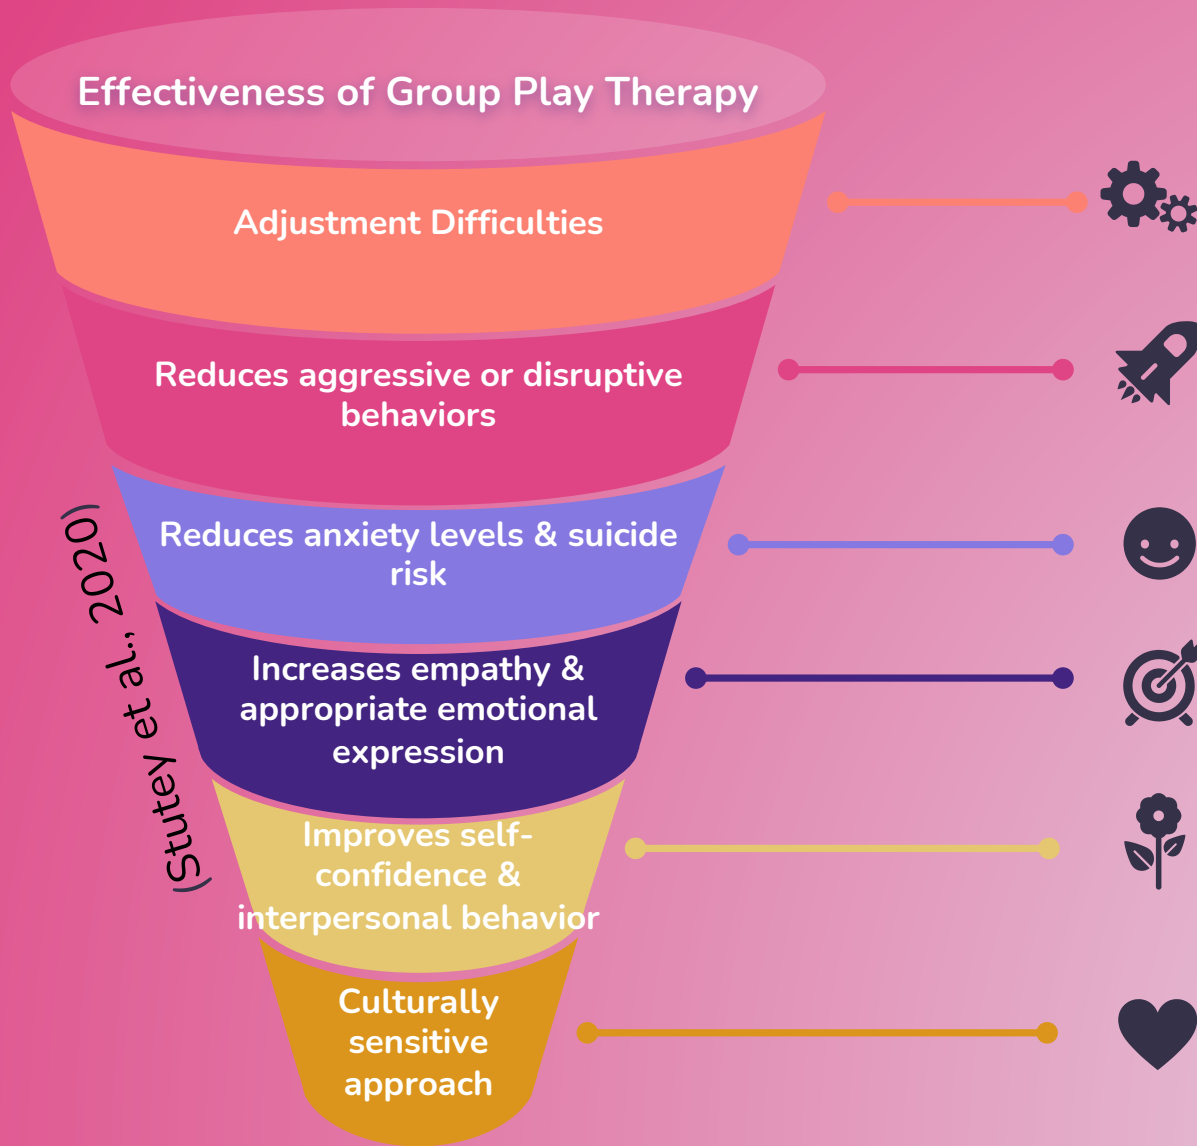 Effectiveness of Group Play Therapy
Adjustment Difficulties
Reduces aggressive or disruptive
behaviors
Reduces anxiety levels & suicide
risk
Increases empathy &
appropriate emotional
expression
Improves self-
confidence &
interpersonal behavior
Culturally
sensitive
approach
(Stutey et al., 2020)